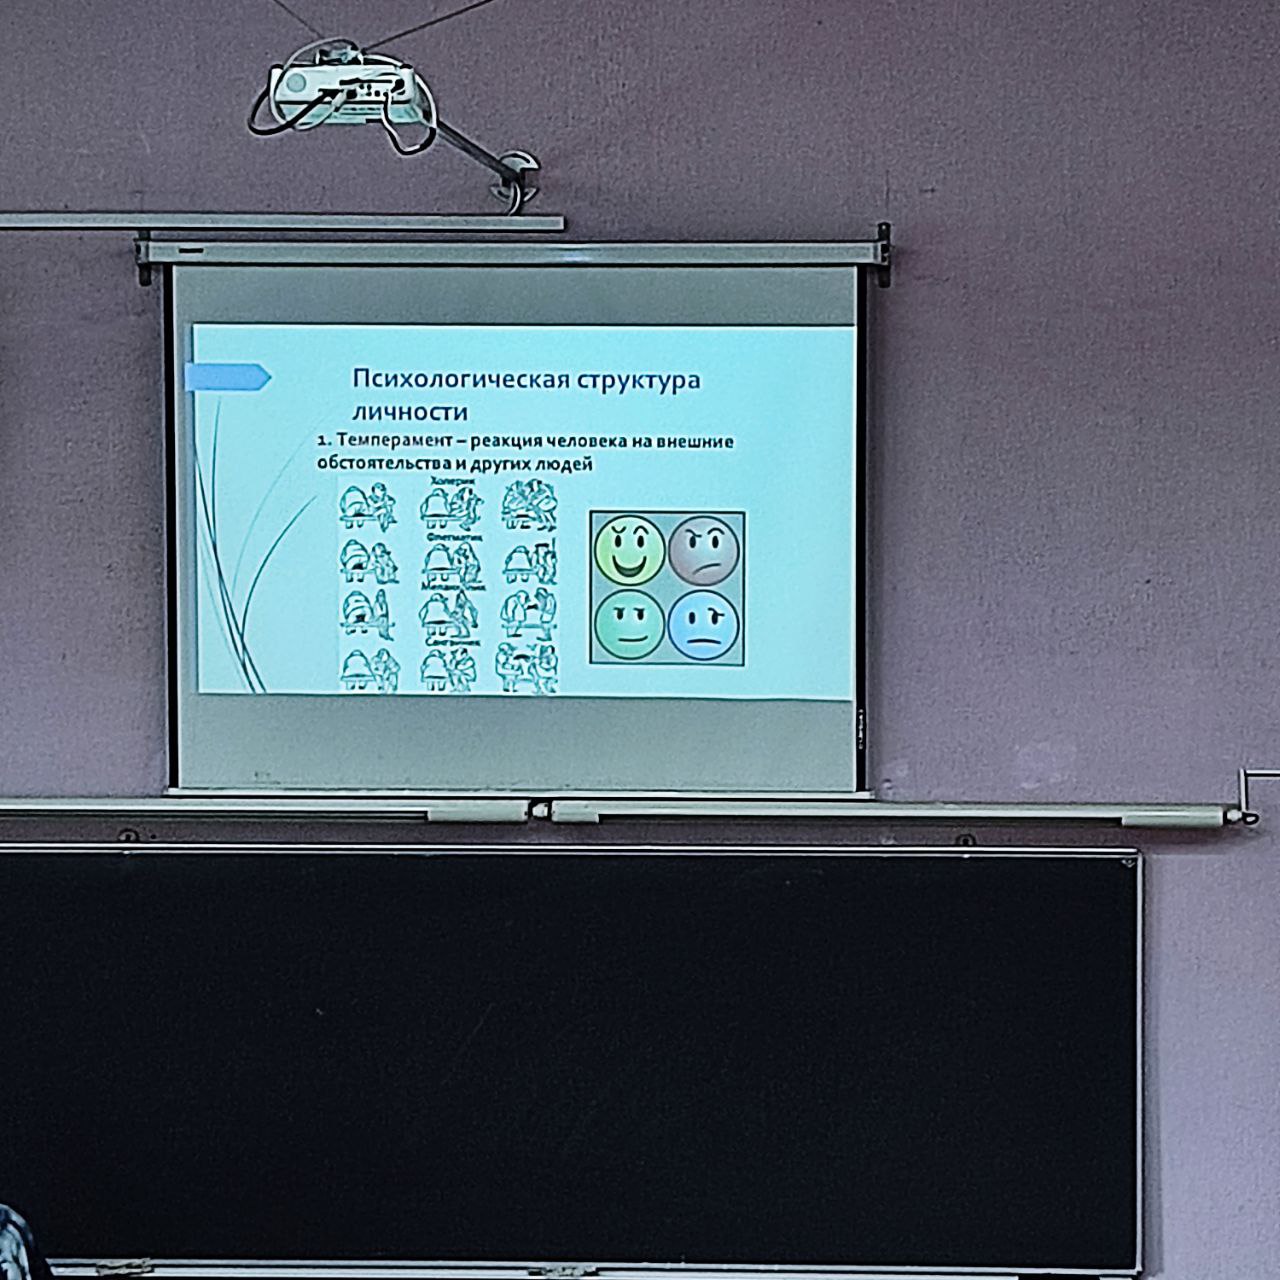 Психологическая структура
личности
1. Темперамент – реакция человека на внешние
обстоятельства и других людей
Холерик
Флегматик
Меланхолик
Сангвиник